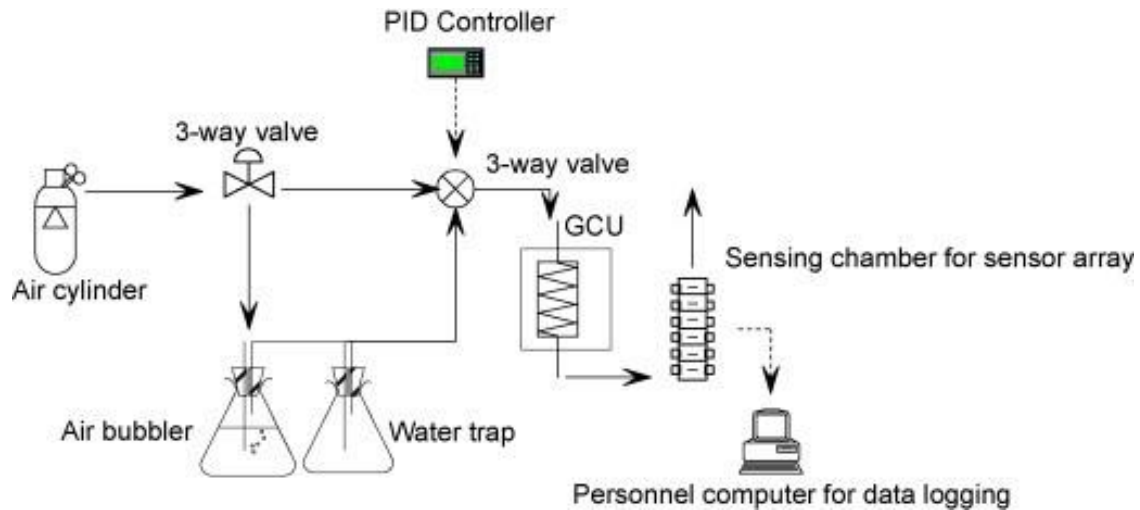 PID Controller
3-way valve
3-way valve
GCU
Sensing chamber for sensor array
Air cylinder
Air bubbler
Water trap
Personnel computer for data logging